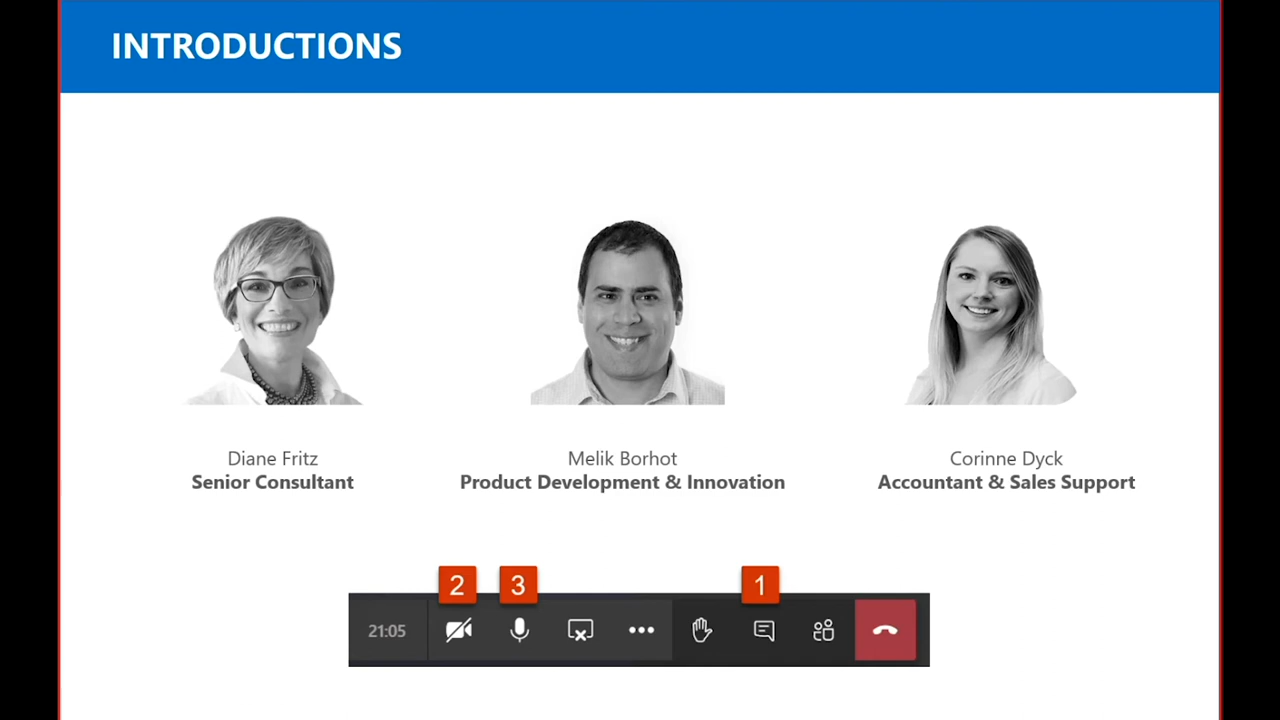 INTRODUCTIONS
Diane Fritz
Senior Consultant
Melik Borhot
Product Development & Innovation
Corinne Dyck
Accountant & Sales Support
2 3 1
21:05